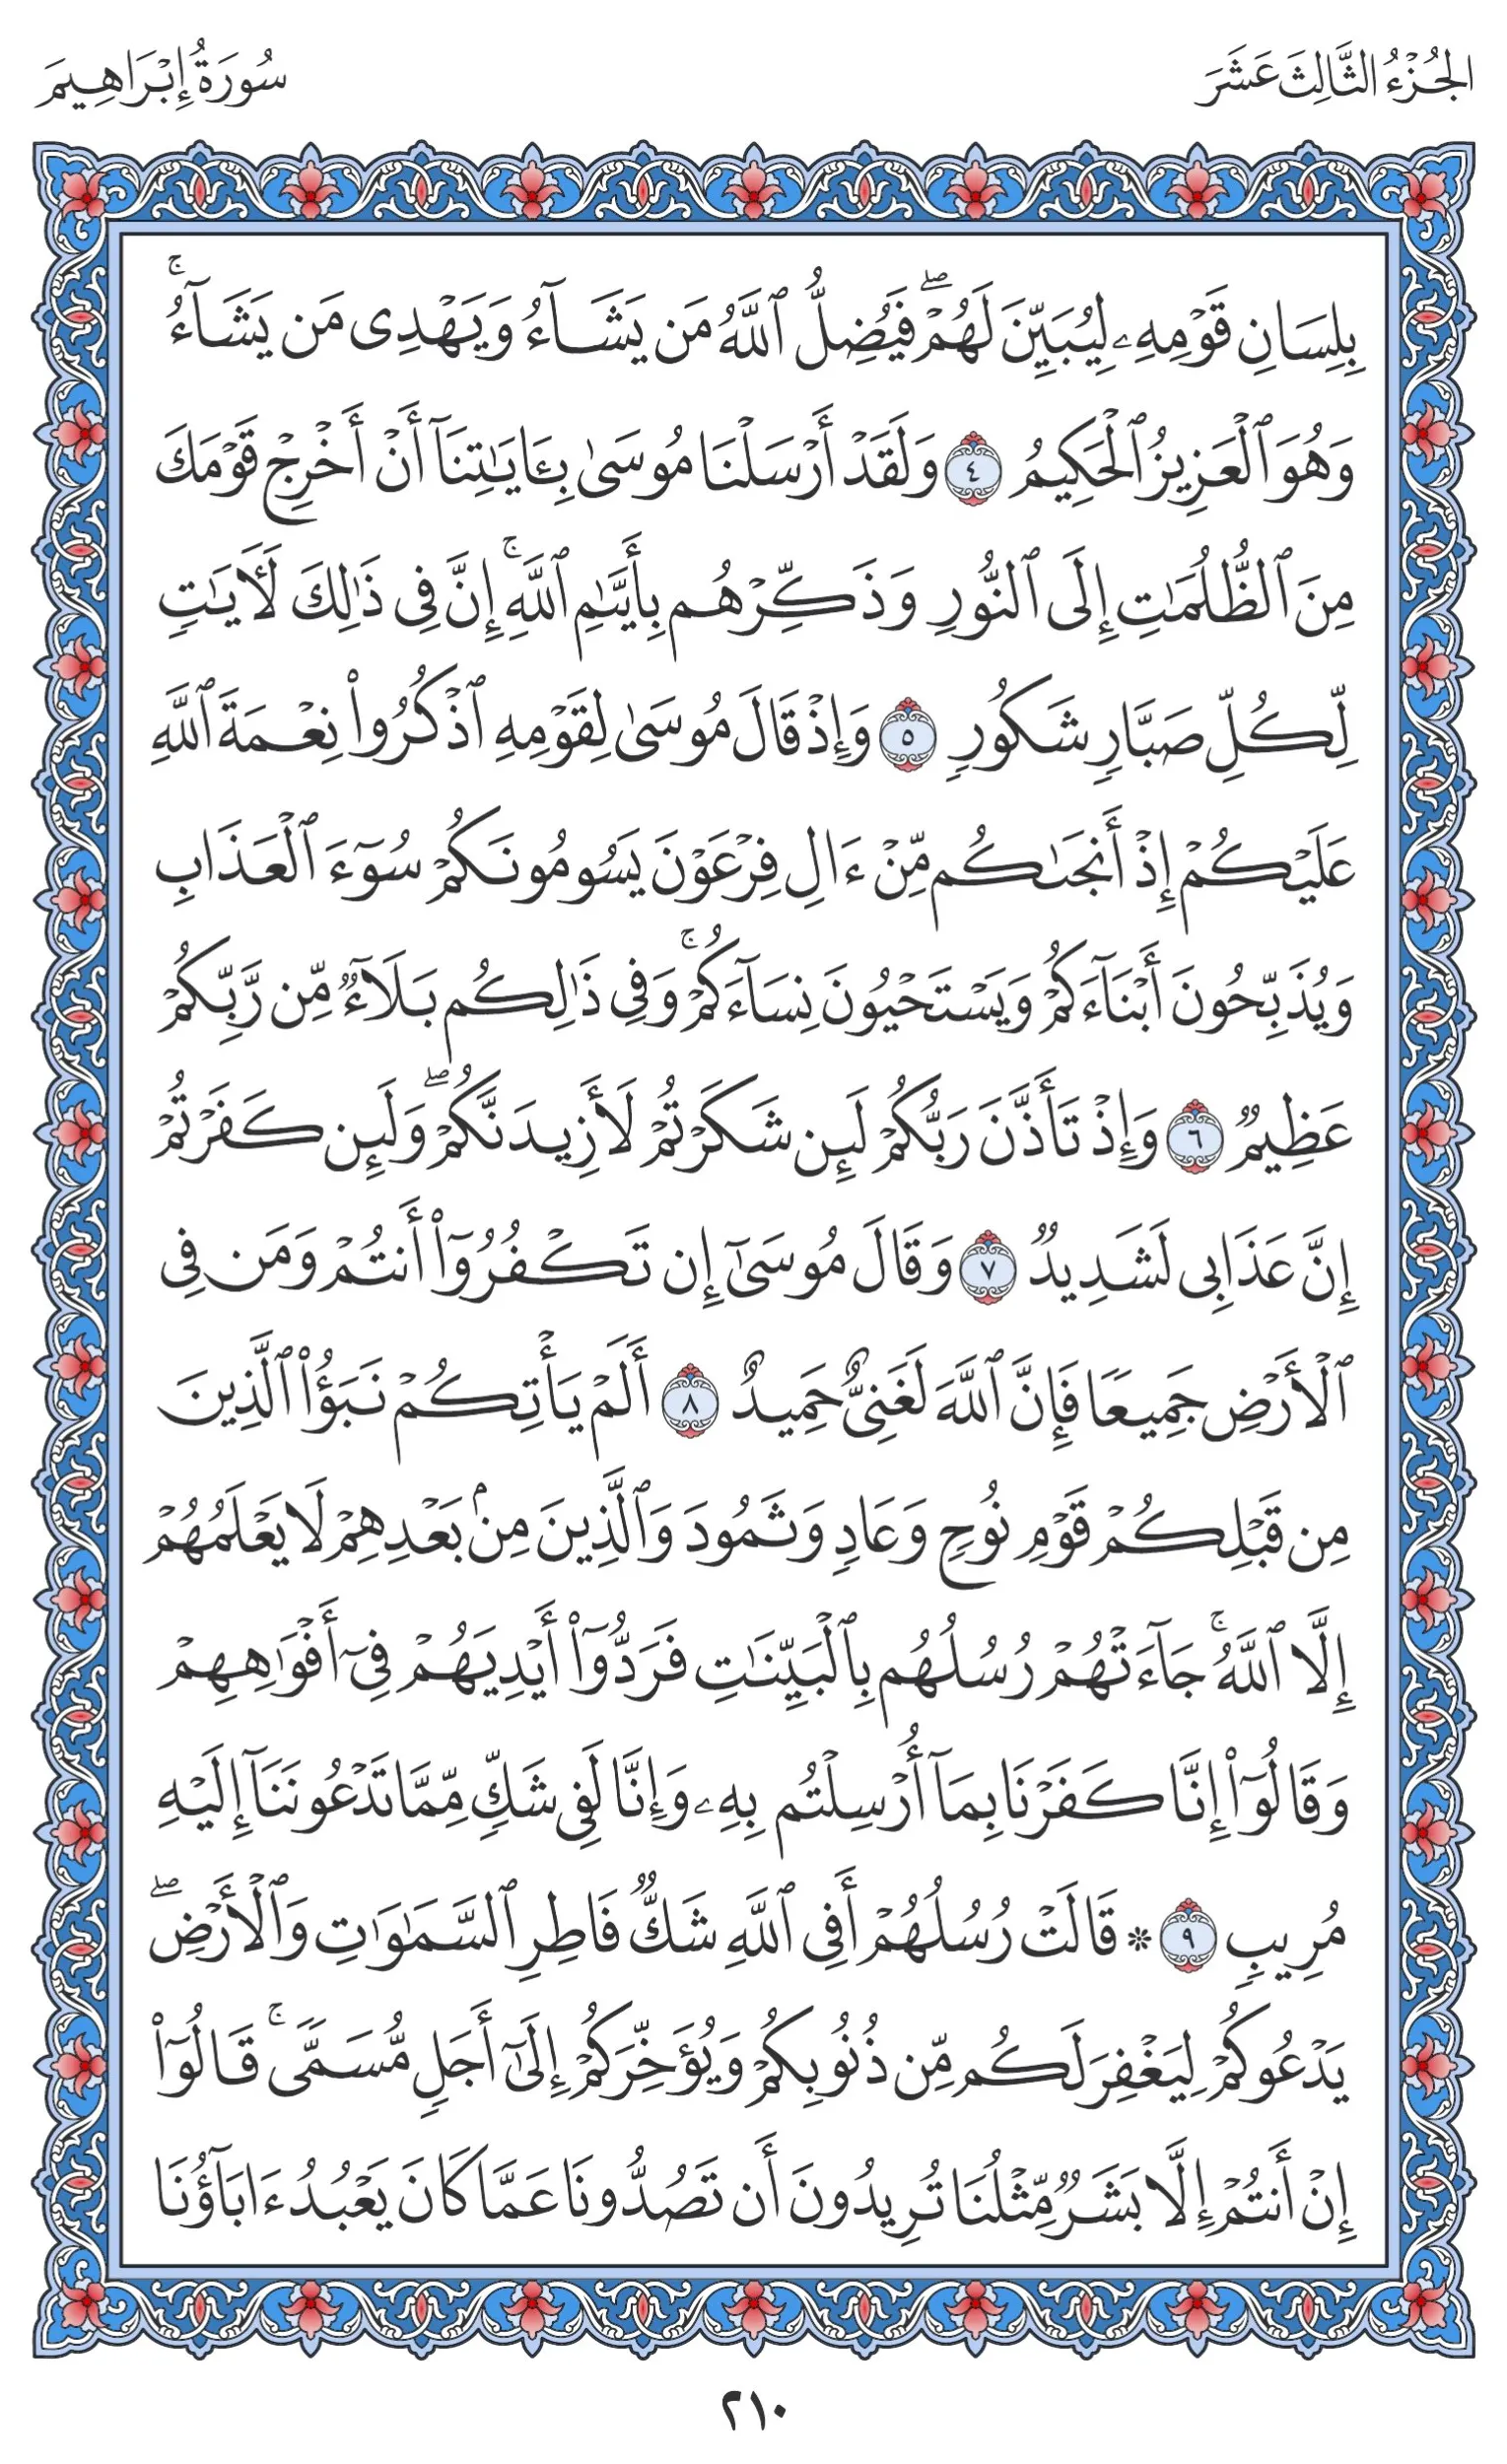 الجُزْءُ الثَّالِثَ عَشَرَ
سُورَةُ إِبْرَاهِيمَ
بِلِسَانِ قَوْمِهِۦ لِيُبَيِّنَ لَهُمْۖ فَيُضِلُّ ٱللَّهُ مَن يَشَآءُ وَيَهْدِى مَن يَشَآءُۚ
وَهُوَ ٱلْعَزِيزُ ٱلْحَكِيمُ ٤ وَلَقَدْ أَرْسَلْنَا مُوسَىٰ بِـَٔايَـٰتِنَآ أَنْ أَخْرِجْ قَوْمَكَ
مِنَ ٱلظُّلُمَـٰتِ إِلَى ٱلنُّورِ وَذَكِّرْهُم بِأَيَّىٰمِ ٱللَّهِۚ إِنَّ فِى ذَٰلِكَ لَـَٔايَـٰتٍ
لِّكُلِّ صَبَّارٍ شَكُورٍ ٥ وَإِذْ قَالَ مُوسَىٰ لِقَوْمِهِ ٱذْكُرُوا۟ نِعْمَةَ ٱللَّهِ
عَلَيْكُمْ إِذْ أَنجَىٰكُم مِّنْ ءَالِ فِرْعَوْنَ يَسُومُونَكُمْ سُوٓءَ ٱلْعَذَابِ
وَيُذَبِّحُونَ أَبْنَآءَكُمْ وَيَسْتَحْيُونَ نِسَآءَكُمْۚ وَفِى ذَٰلِكُم بَلَآءٌ مِّن رَّبِّكُمْ
عَظِيمٌ ٦ وَإِذْ تَأَذَّنَ رَبُّكُمْ لَئِن شَكَرْتُمْ لَأَزِيدَنَّكُمْۖ وَلَئِن كَفَرْتُمْ
إِنَّ عَذَابِى لَشَدِيدٌ ٧ وَقَالَ مُوسَىٰٓ إِن تَكْفُرُوٓا۟ أَنتُمْ وَمَن فِى
ٱلْأَرْضِ جَمِيعًا فَإِنَّ ٱللَّهَ لَغَنِىٌّ حَمِيدٌ ٨ أَلَمْ يَأْتِكُمْ نَبَؤُا۟ ٱلَّذِينَ
مِن قَبْلِكُمْ قَوْمِ نُوحٍ وَعَادٍ وَثَمُودَ وَٱلَّذِينَ مِنۢ بَعْدِهِمْ لَا يَعْلَمُهُمْ
إِلَّا ٱللَّهُۚ جَآءَتْهُمْ رُسُلُهُم بِٱلْبَيِّنَـٰتِ فَرَدُّوٓا۟ أَيْدِيَهُمْ فِىٓ أَفْوَٰهِهِمْ
وَقَالُوٓا۟ إِنَّا كَفَرْنَا بِمَآ أُرْسِلْتُم بِهِۦ وَإِنَّا لَفِى شَكٍّ مِّمَّا تَدْعُونَنَآ إِلَيْهِ
مُرِيبٍ ٩ * قَالَتْ رُسُلُهُمْ أَفِى ٱللَّهِ شَكٌّ فَاطِرِ ٱلسَّمَـٰوَٰتِ وَٱلْأَرْضِۖ
يَدْعُوكُمْ لِيَغْفِرَ لَكُم مِّن ذُنُوبِكُمْ وَيُؤَخِّرَكُمْ إِلَىٰٓ أَجَلٍ مُّسَمًّىۚ قَالُوٓا۟
إِنْ أَنتُمْ إِلَّا بَشَرٌ مِّثْلُنَا تُرِيدُونَ أَن تَصُدُّونَا عَمَّا كَانَ يَعْبُدُ ءَابَآؤُنَا
٢١٠